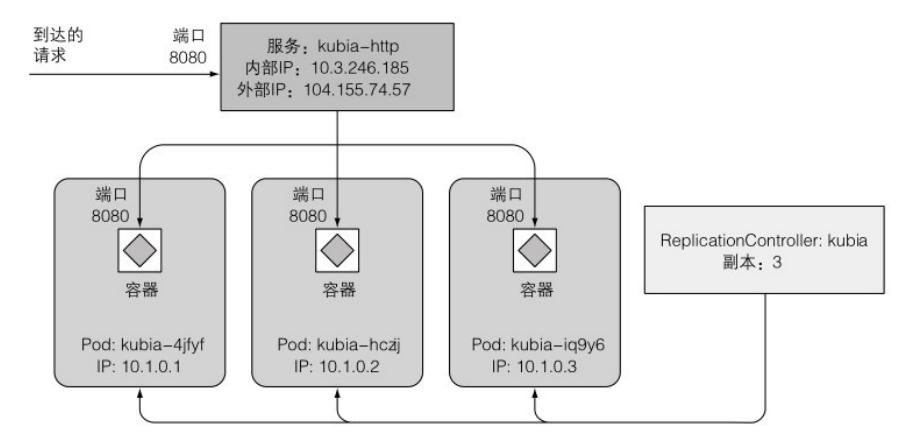 到达的
请求
端口
8080
服务：kubia-http
内部IP：10.3.246.185
外部IP：104.155.74.57
端口
8080
容器
Pod: kubia-4jfyf
IP: 10.1.0.1
端口
8080
容器
Pod: kubia-hczij
IP: 10.1.0.2
端口
8080
容器
Pod: kubia-iq9y6
IP: 10.1.0.3
ReplicationController: kubia
副本：3